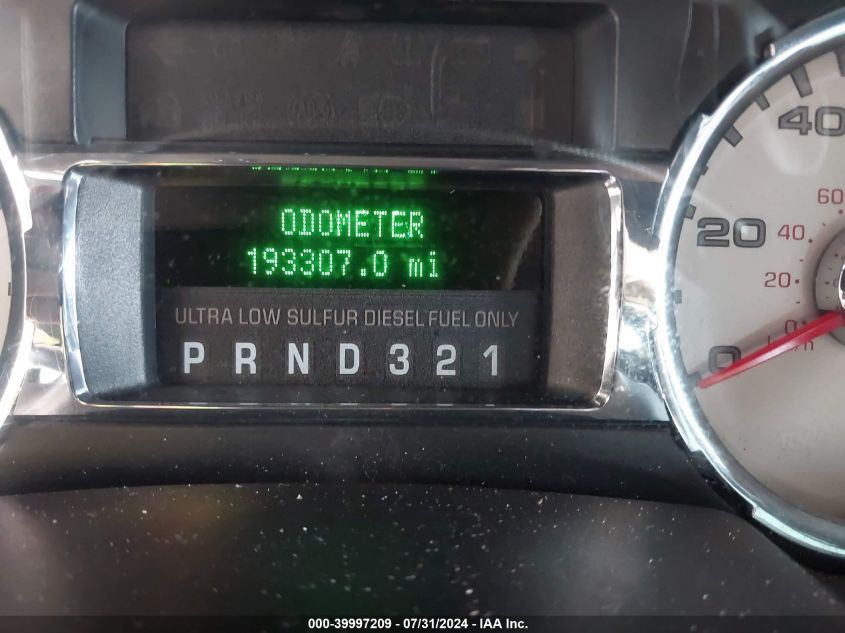 ODOMETER
193307.0 mi
ULTRA LOW SULFUR DIESEL FUEL ONLY
P R N D 3 2 1
40
60
20
40
20
0
0
000-39997209 / 07/31/2024 - IAA Inc.